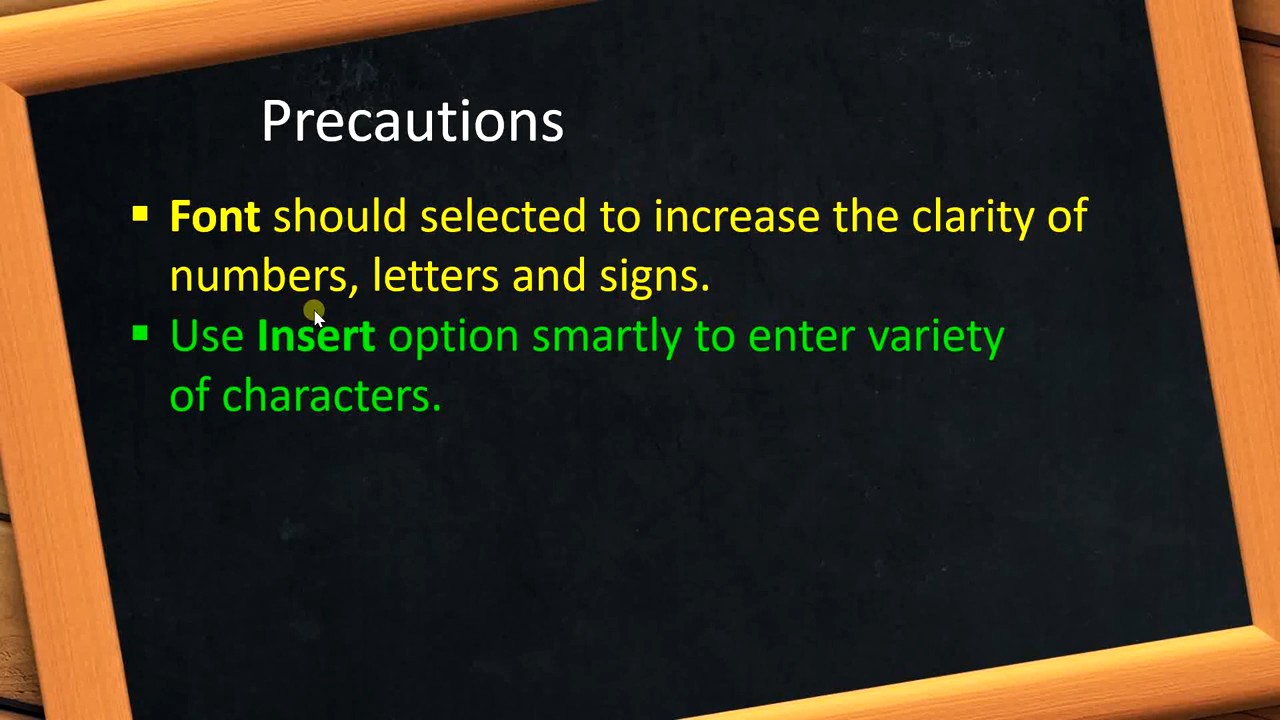 Precautions
▪ Font should selected to increase the clarity of
numbers, letters and signs.
▪ Use Insert option smartly to enter variety
of characters.